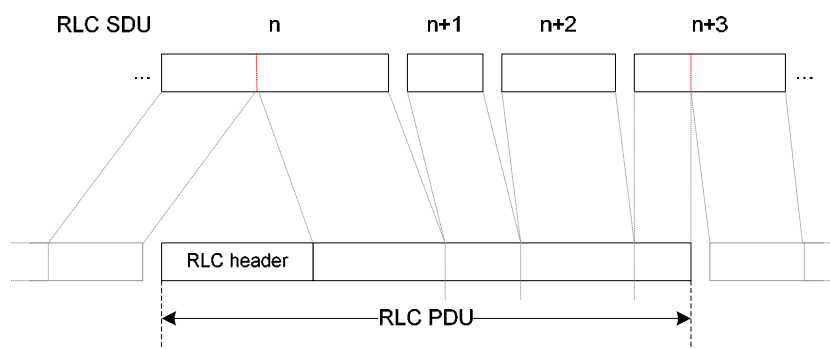 RLC SDU n n+1 n+2 n+3
... ...
RLC header
RLC PDU